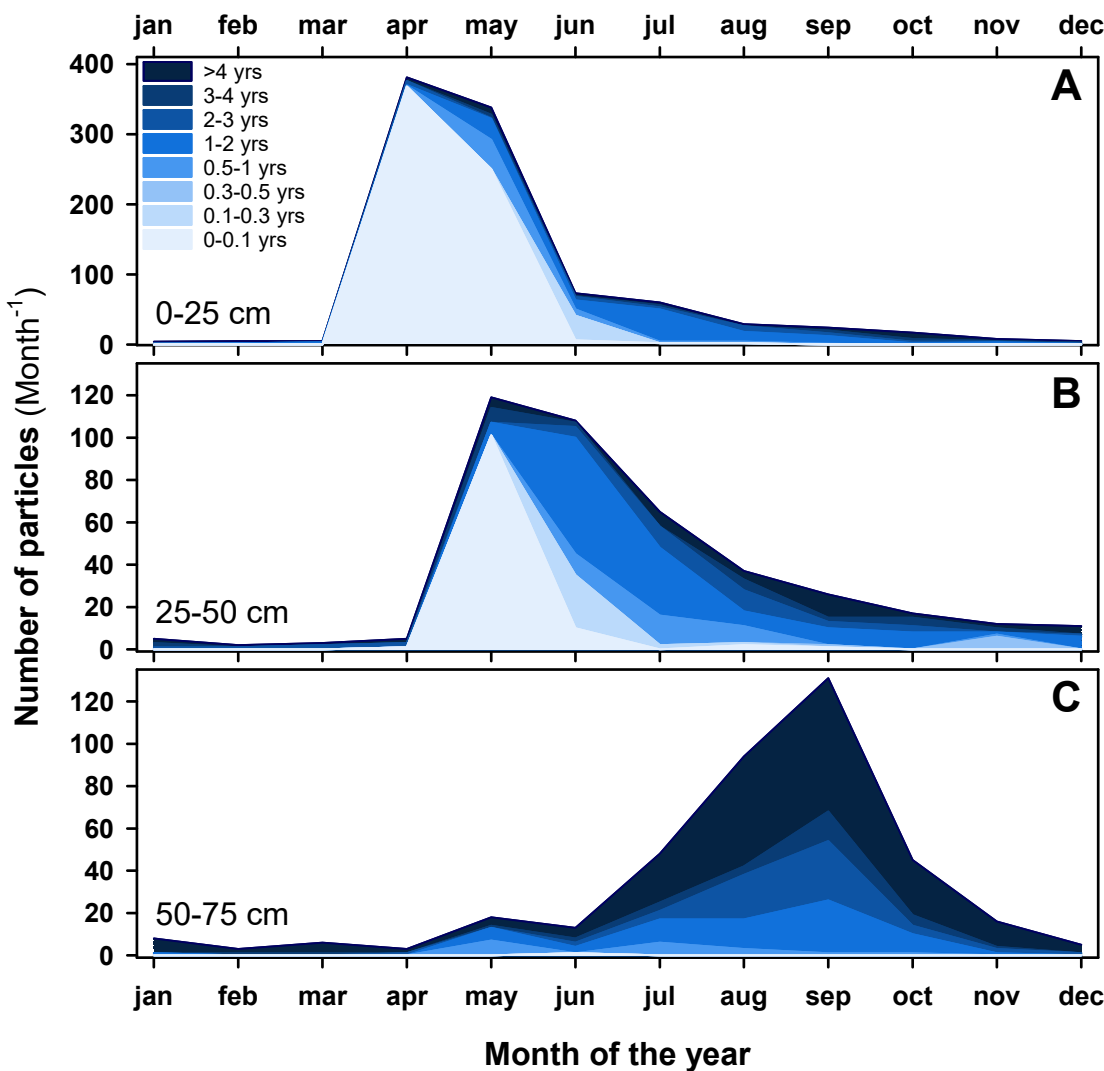 jan feb mar apr may jun jul aug sep oct nov dec
A
400
300
200
100
0
>4 yrs
3-4 yrs
2-3 yrs
1-2 yrs
0.5-1 yrs
0.3-0.5 yrs
0.1-0.3 yrs
0-0.1 yrs
0-25 cm
Number of particles (Month⁻¹)
B
120
100
80
60
40
20
0
25-50 cm
C
120
100
80
60
40
20
0
50-75 cm
jan feb mar apr may jun jul aug sep oct nov dec
Month of the year